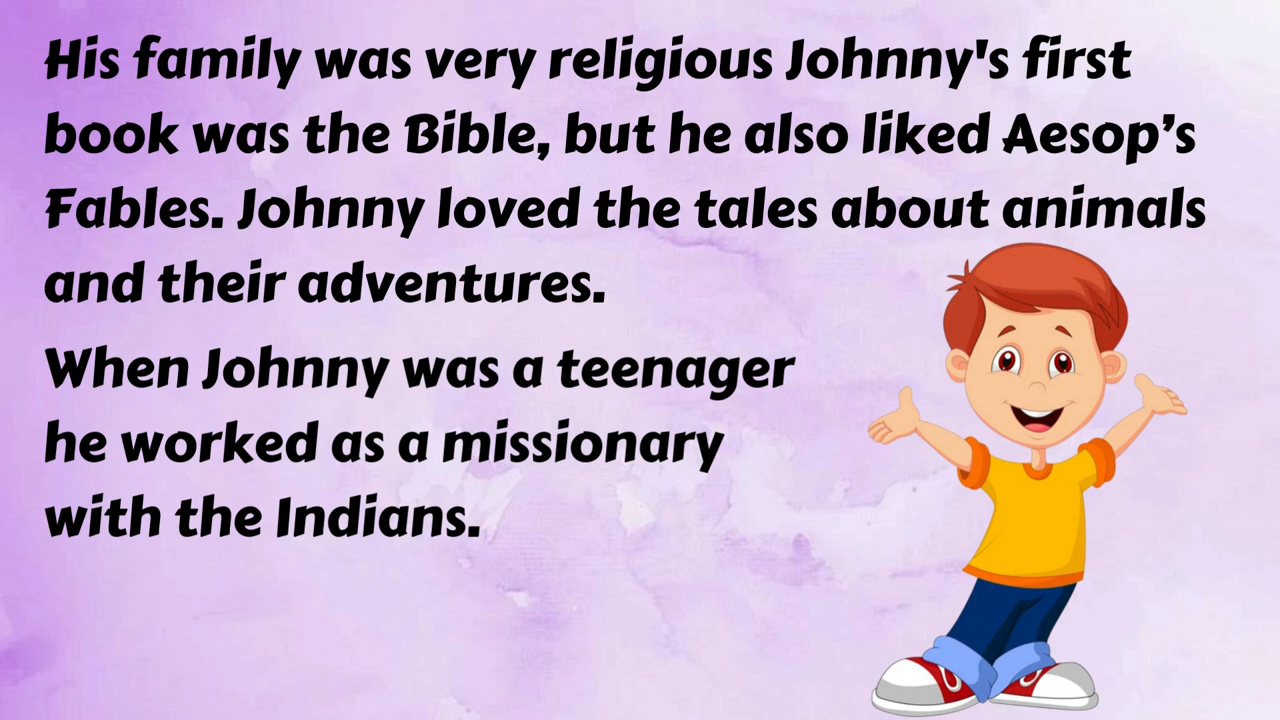 His family was very religious Johnny's first
book was the Bible, but he also liked Aesop’s
Fables. Johnny loved the tales about animals
and their adventures.
When Johnny was a teenager
he worked as a missionary
with the Indians.